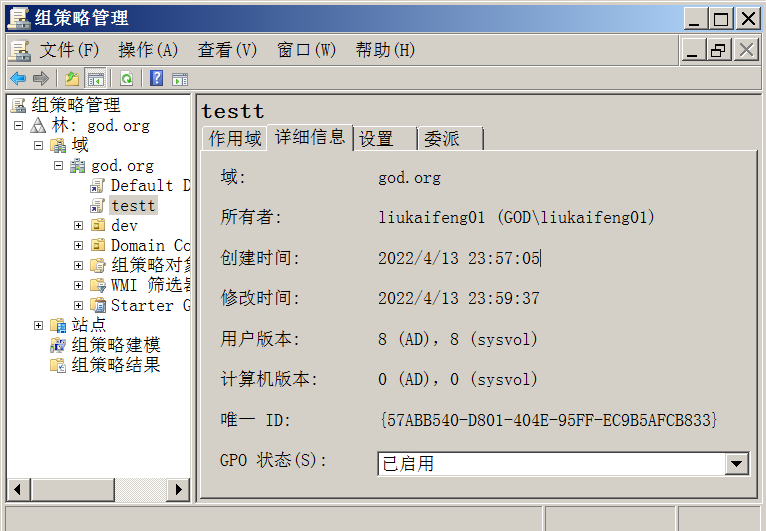 组策略管理
文件(F) 操作(A) 查看(V) 窗口(W) 帮助(H)
组策略管理
林: god.org
域
god.org
Default D
testt
dev
Domain Co
组策略对象
WMI 筛选器
Starter G
站点
组策略建模
组策略结果
testt
作用域 详细信息 设置 委派
域: god.org
所有者: liukaifeng01 (GOD\liukaifeng01)
创建时间: 2022/4/13 23:57:05
修改时间: 2022/4/13 23:59:37
用户版本: 8 (AD), 8 (sysvol)
计算机版本: 0 (AD), 0 (sysvol)
唯一 ID: {57ABB540-D801-404E-95FF-EC9B5AFCB833}
GPO 状态(S): 已启用